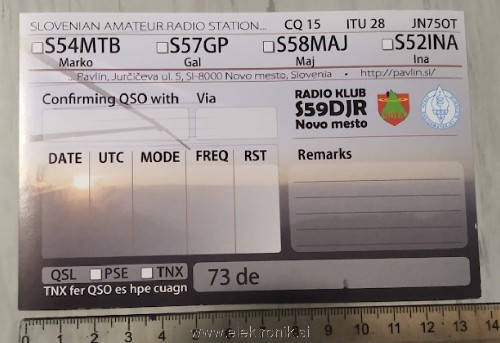 SLOVENIAN AMATEUR RADIO STATION... CQ 15 ITU 28 JN75OT
S54MTB S57GP S58MAJ S52INA
Marko Gal Maj Ina
... Pavlin, Jurčičeva ul. 5, SI-8000 Novo mesto, Slovenia • http://pavlin.si/
Confirming QSO with Via
RADIO KLUB
S59DJR
Novo mesto
DATE UTC MODE FREQ RST
Remarks
QSL PSE TNX
TNX fer QSO es hpe cuagn
73 de
0 1 2 3 4 5 6 7 8 9 10 11 12 13 14
www.elektronik.si